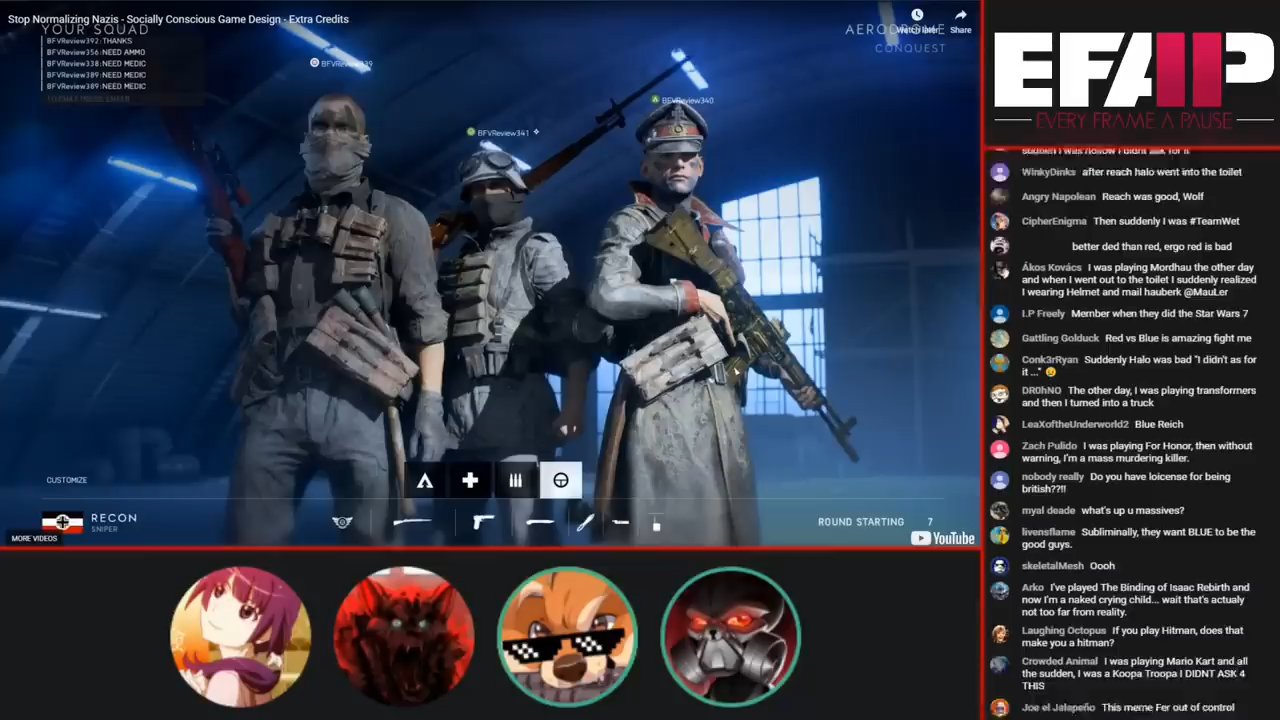 Stop Normalizing Nazis - Socially Conscious Game Design - Extra Credits
YOUR SQUAD
BFVReview392: THANKS
BFVReview356: NEED AMMO
BFVReview338: NEED MEDIC
BFVReview389: NEED MEDIC
BFVReview389: NEED MEDIC
BFVReview341
BFVReview340
Watch later
Share
AERODROME
CONQUEST
CUSTOMIZE
RECON
SNIPER
MORE VIDEOS
ROUND STARTING 7
YouTube
EFAP
EVERY FRAME A PAUSE
WinkyDinks after reach halo went into the toilet
Angry Napolean Reach was good, Wolf
CipherEnigma Then suddenly I was #TeamWet
better ded than red, ergo red is bad
Ákos Kovács I was playing Mordhau the other day
and when I went out to the toilet I suddenly realized
I wearing Helmet and mail hauberk @MauLer
I.P Freely Member when they did the Star Wars 7
Gattling Golduck Red vs Blue is amazing fight me
Conk3rRyan Suddenly Halo was bad "I didn't as for
it ..."
DR0hNO The other day, I was playing transformers
and then I turned into a truck
LeaXoftheUnderworld2 Blue Reich
Zach Pulido I was playing For Honor, then without
warning, I'm a mass murdering killer.
nobody really Do you have loicense for being
british??!!
myal deade what's up u massives?
livensflame Subliminally, they want BLUE to be the
good guys.
skeletalMesh Oooh
Arko I've played The Binding of Isaac Rebirth and
now I'm a naked crying child... wait that's actualy
not too far from reality.
Laughing Octopus If you play Hitman, does that
make you a hitman?
Crowded Animal I was playing Mario Kart and all
the sudden, I was a Koopa Troopa I DIDNT ASK 4
THIS
Joe el Jalapeño This meme Fer out of control